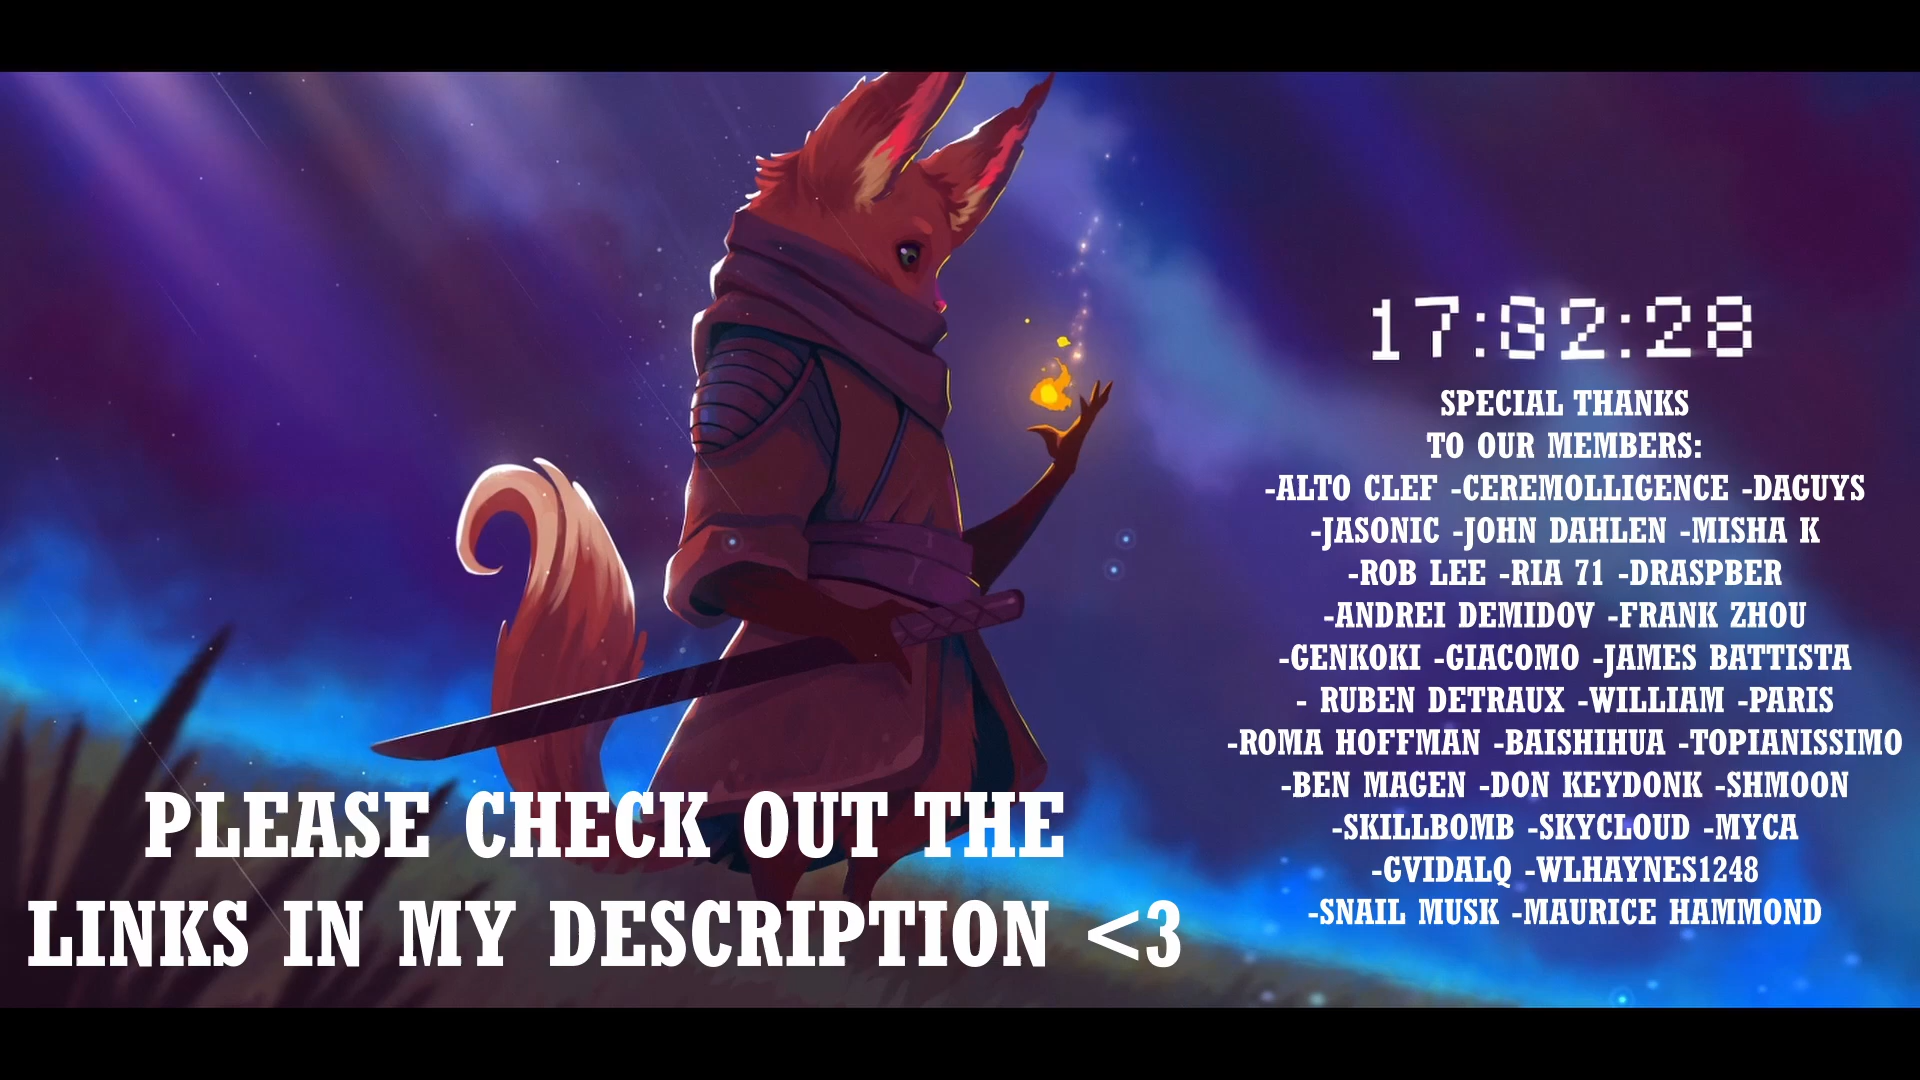 17:32:28
SPECIAL THANKS
TO OUR MEMBERS:
-ALTO CLEF -CEREMOLLIGENCE -DAGUYS
-JASONIC -JOHN DAHLEN -MISHA K
-ROB LEE -RIA 71 -DRASPBER
-ANDREI DEMIDOV -FRANK ZHOU
-GENKOKI -GIACOMO -JAMES BATTISTA
- RUBEN DETRAUX -WILLIAM -PARIS
-ROMA HOFFMAN -BAISHIHUA -TOPIANISSIMO
-BEN MAGEN -DON KEYDONK -SHMOON
-SKILLBOMB -SKYCLOUD -MYCA
-GVIDALQ -WLHAYNES1248
-SNAIL MUSK -MAURICE HAMMOND
PLEASE CHECK OUT THE
LINKS IN MY DESCRIPTION <3